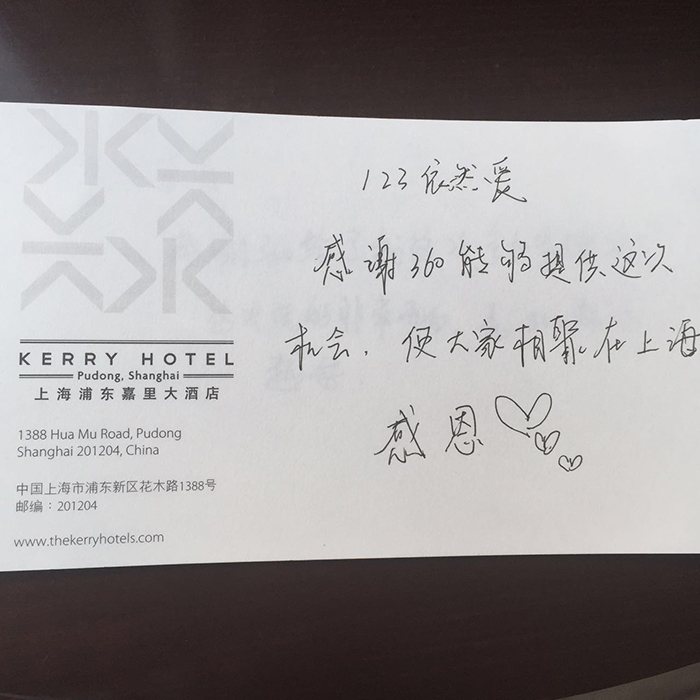 KERRY HOTEL
Pudong, Shanghai
上海浦东嘉里大酒店
1388 Hua Mu Road, Pudong
Shanghai 201204, China
中国上海市浦东新区花木路1388号
邮编：201204
www.thekerryhotels.com
123依然爱
感谢360能够提供这次
机会，使大家相聚在上海
感恩